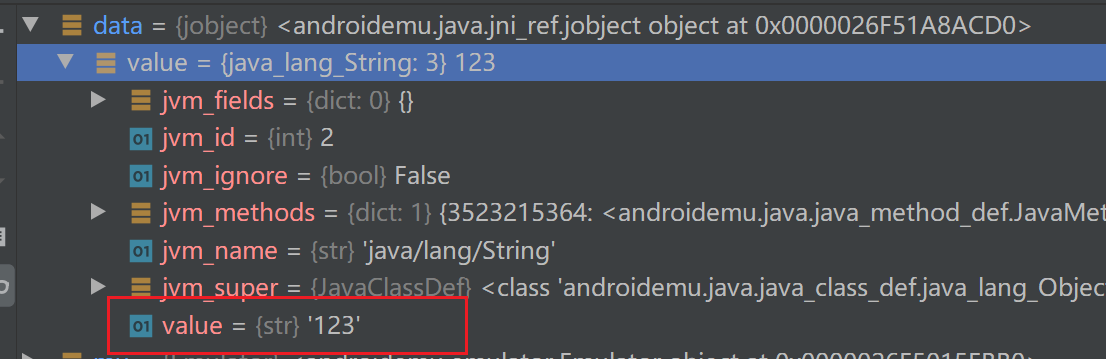 data = {jobject} <androidemu.java.jni_ref.jobject object at 0x0000026F51A8ACD0>
value = {java_lang_String: 3} 123
jvm_fields = {dict: 0} {}
01 jvm_id = {int} 2
01 jvm_ignore = {bool} False
jvm_methods = {dict: 1} {3523215364: <androidemu.java.java_method_def.JavaMet
01 jvm_name = {str} 'java/lang/String'
jvm_super = {JavaClassDef} <class 'androidemu.java.java_class_def.java_lang_Objec
01 value = {str} '123'